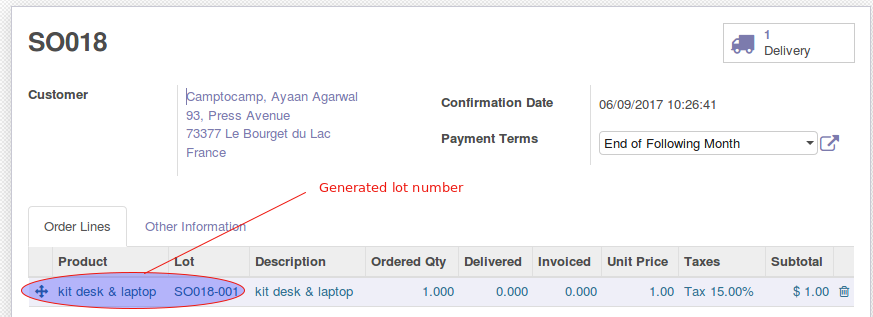 SO018
1
Delivery
Customer
Camptocamp, Ayaan Agarwal
93, Press Avenue
73377 Le Bourget du Lac
France
Confirmation Date 06/09/2017 10:26:41
Payment Terms End of Following Month
Generated lot number
Order Lines Other Information
Product Lot Description Ordered Qty Delivered Invoiced Unit Price Taxes Subtotal
kit desk & laptop SO018-001 kit desk & laptop 1.000 0.000 0.000 1.00 Tax 15.00% $ 1.00